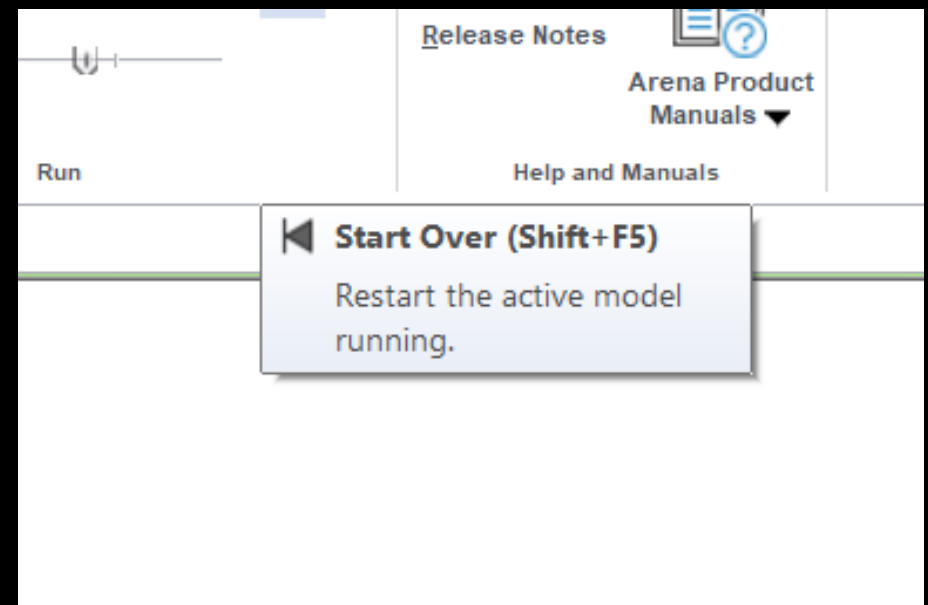 Release Notes
Arena Product
Manuals
Run
Help and Manuals
Start Over (Shift+F5)
Restart the active model
running.